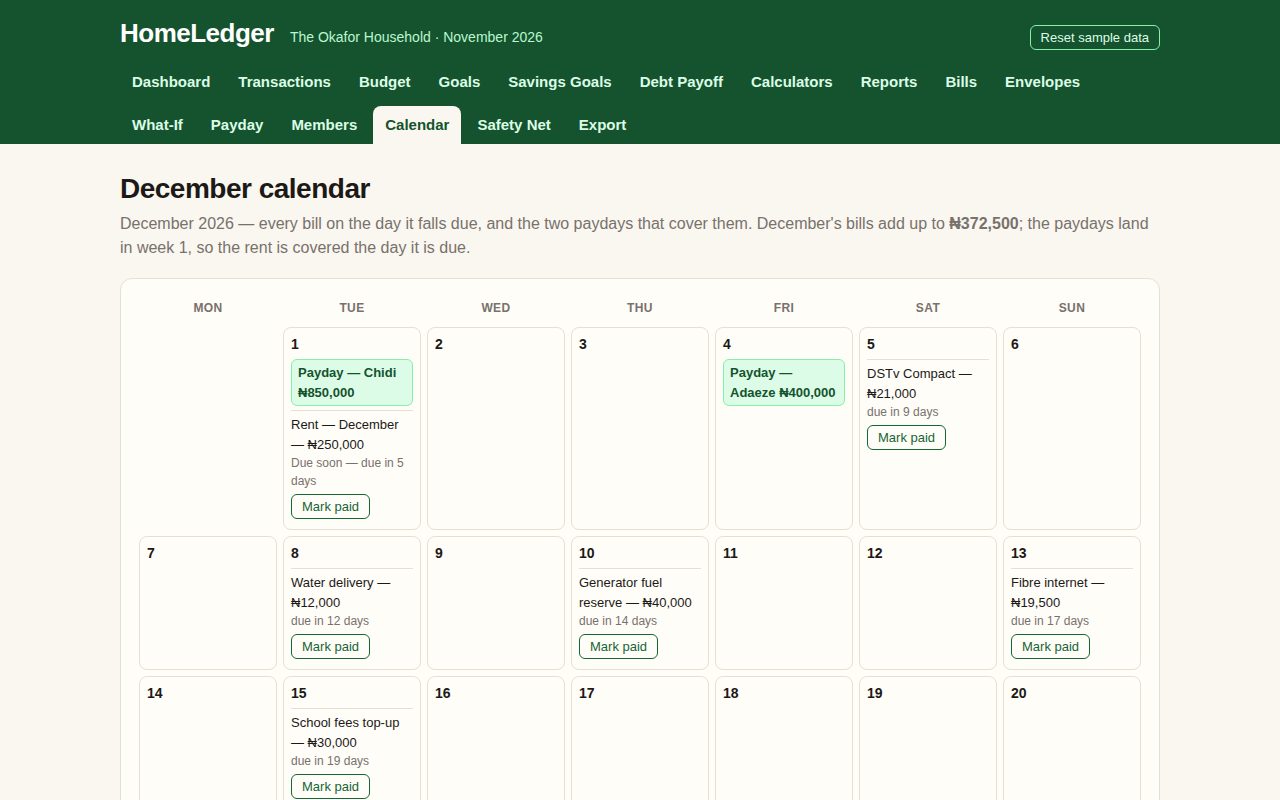 HomeLedger The Okafor Household · November 2026 Reset sample data
Dashboard Transactions Budget Goals Savings Goals Debt Payoff Calculators Reports Bills Envelopes
What-If Payday Members Calendar Safety Net Export
December calendar
December 2026 — every bill on the day it falls due, and the two paydays that cover them. December's bills add up to ₦372,500; the paydays land
in week 1, so the rent is covered the day it is due.
MON TUE WED THU FRI SAT SUN
1
Payday — Chidi
₦850,000
Rent — December
— ₦250,000
Due soon — due in 5
days
Mark paid
2
3
4
Payday —
Adaeze ₦400,000
5
DSTv Compact —
₦21,000
due in 9 days
Mark paid
6
7
8
Water delivery —
₦12,000
due in 12 days
Mark paid
9
10
Generator fuel
reserve — ₦40,000
due in 14 days
Mark paid
11
12
13
Fibre internet —
₦19,500
due in 17 days
Mark paid
14
15
School fees top-up
— ₦30,000
due in 19 days
Mark paid
16
17
18
19
20